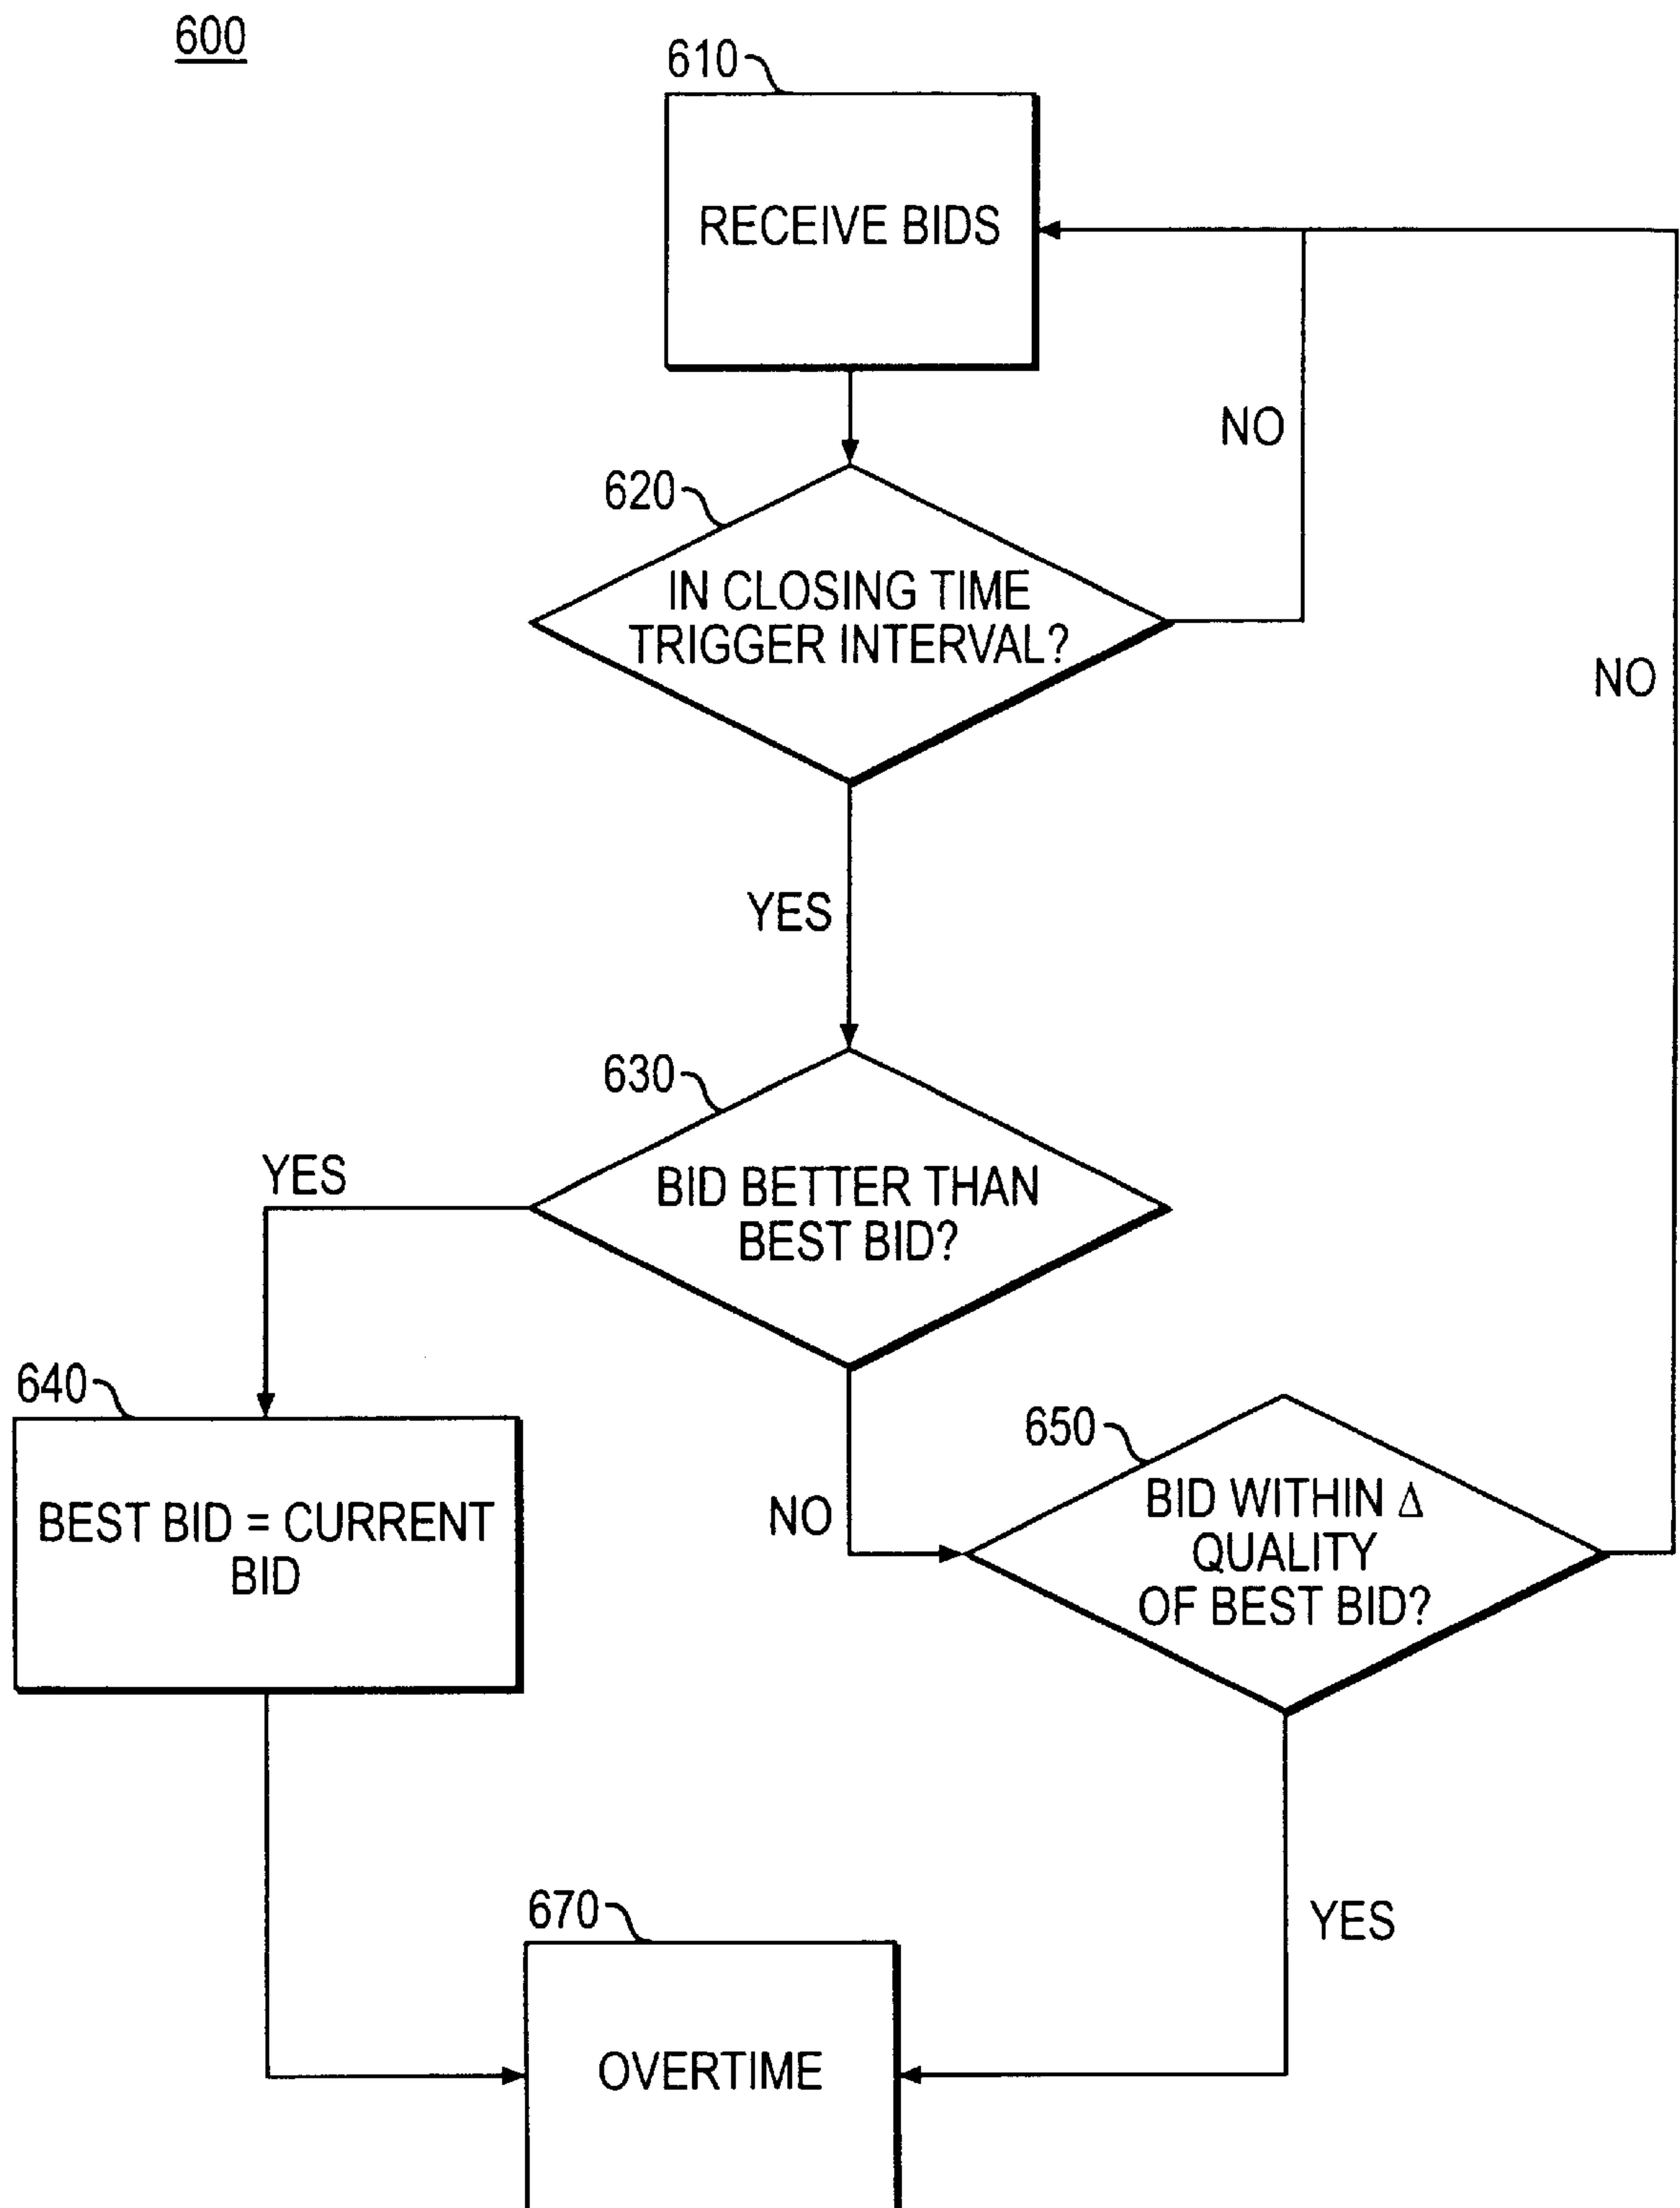 600
610
RECEIVE BIDS
NO
620
IN CLOSING TIME
TRIGGER INTERVAL?
NO
YES
630
YES
BID BETTER THAN
BEST BID?
640
BEST BID = CURRENT
BID
650
NO
BID WITHIN Δ
QUALITY
OF BEST BID?
670
YES
OVERTIME